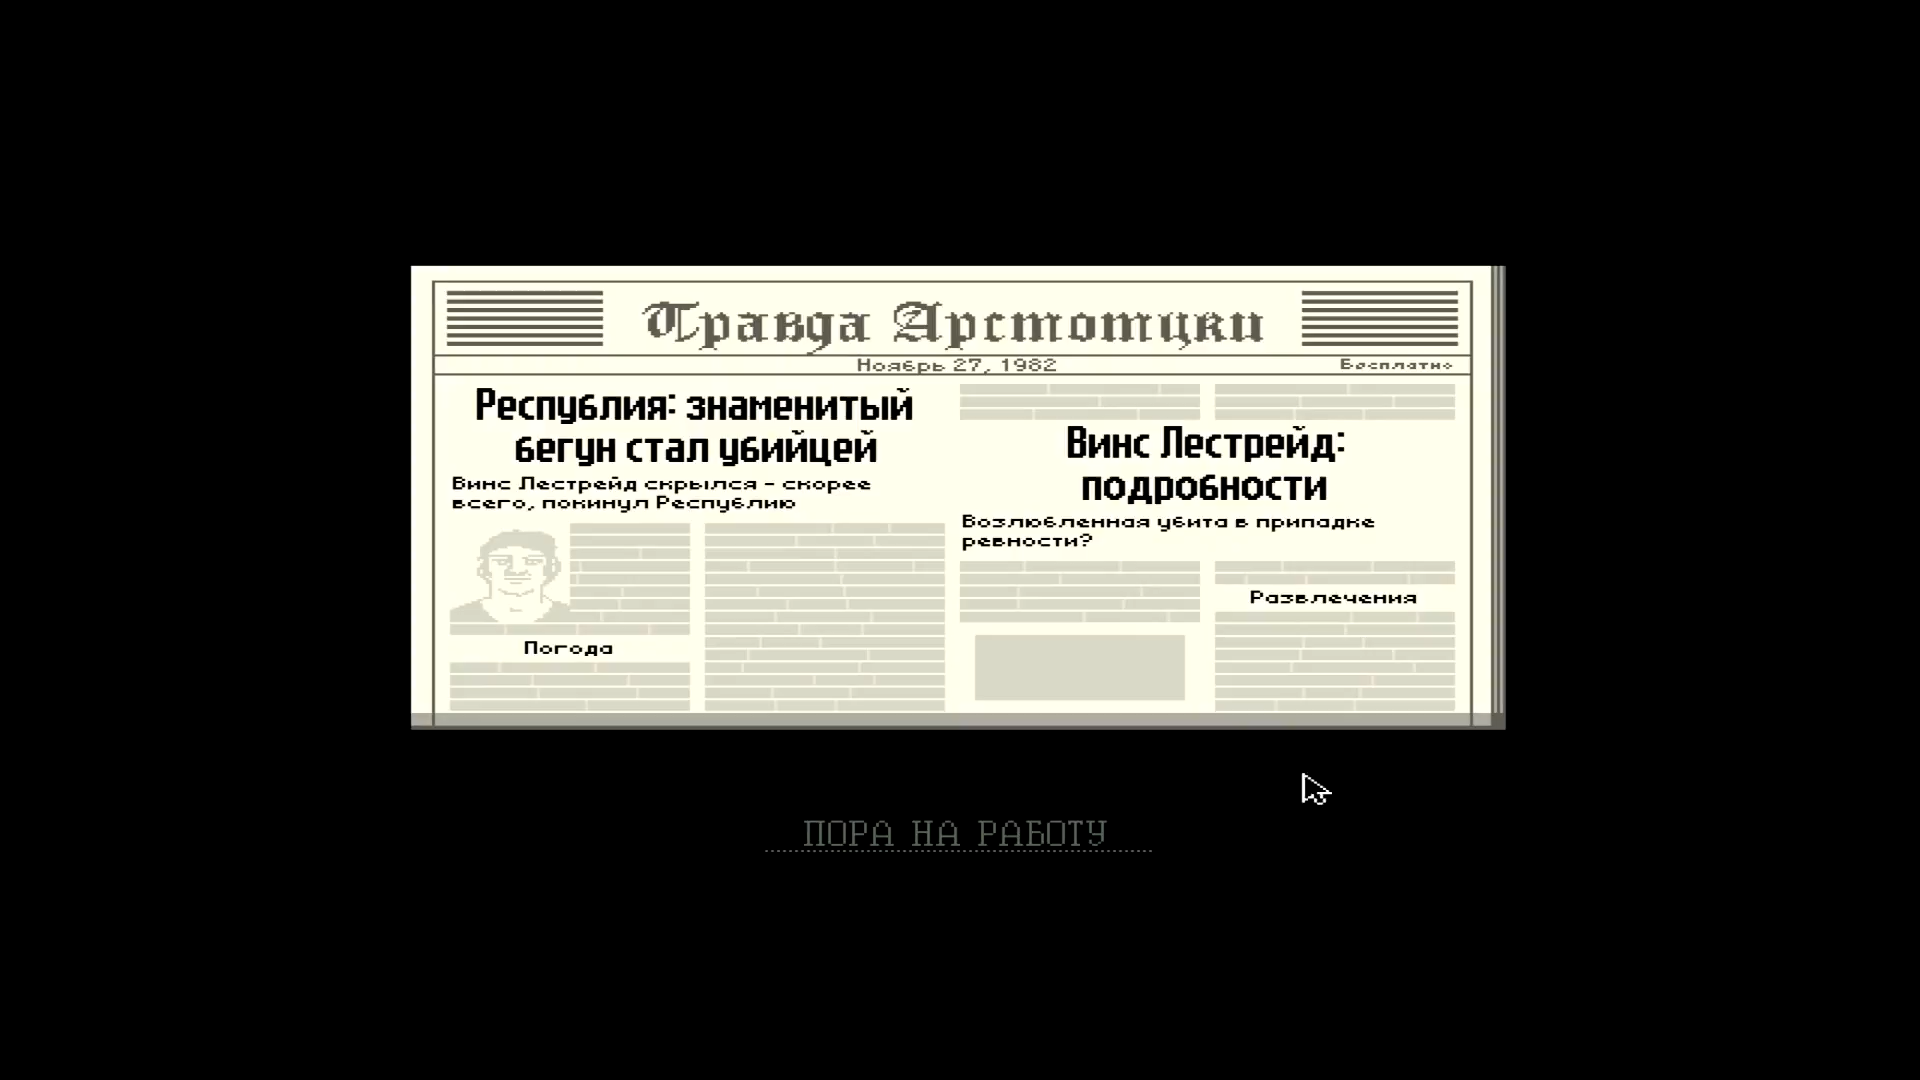 Правда Арстотцки
Ноябрь 27, 1982
Бесплатно
Республия: знаменитый
бегун стал убийцей
Винс Лестрейд скрылся - скорее
всего, покинул Республию
Погода
Винс Лестрейд:
подробности
Возлюбленная убита в припадке
ревности?
Развлечения
ПОРА НА РАБОТУ